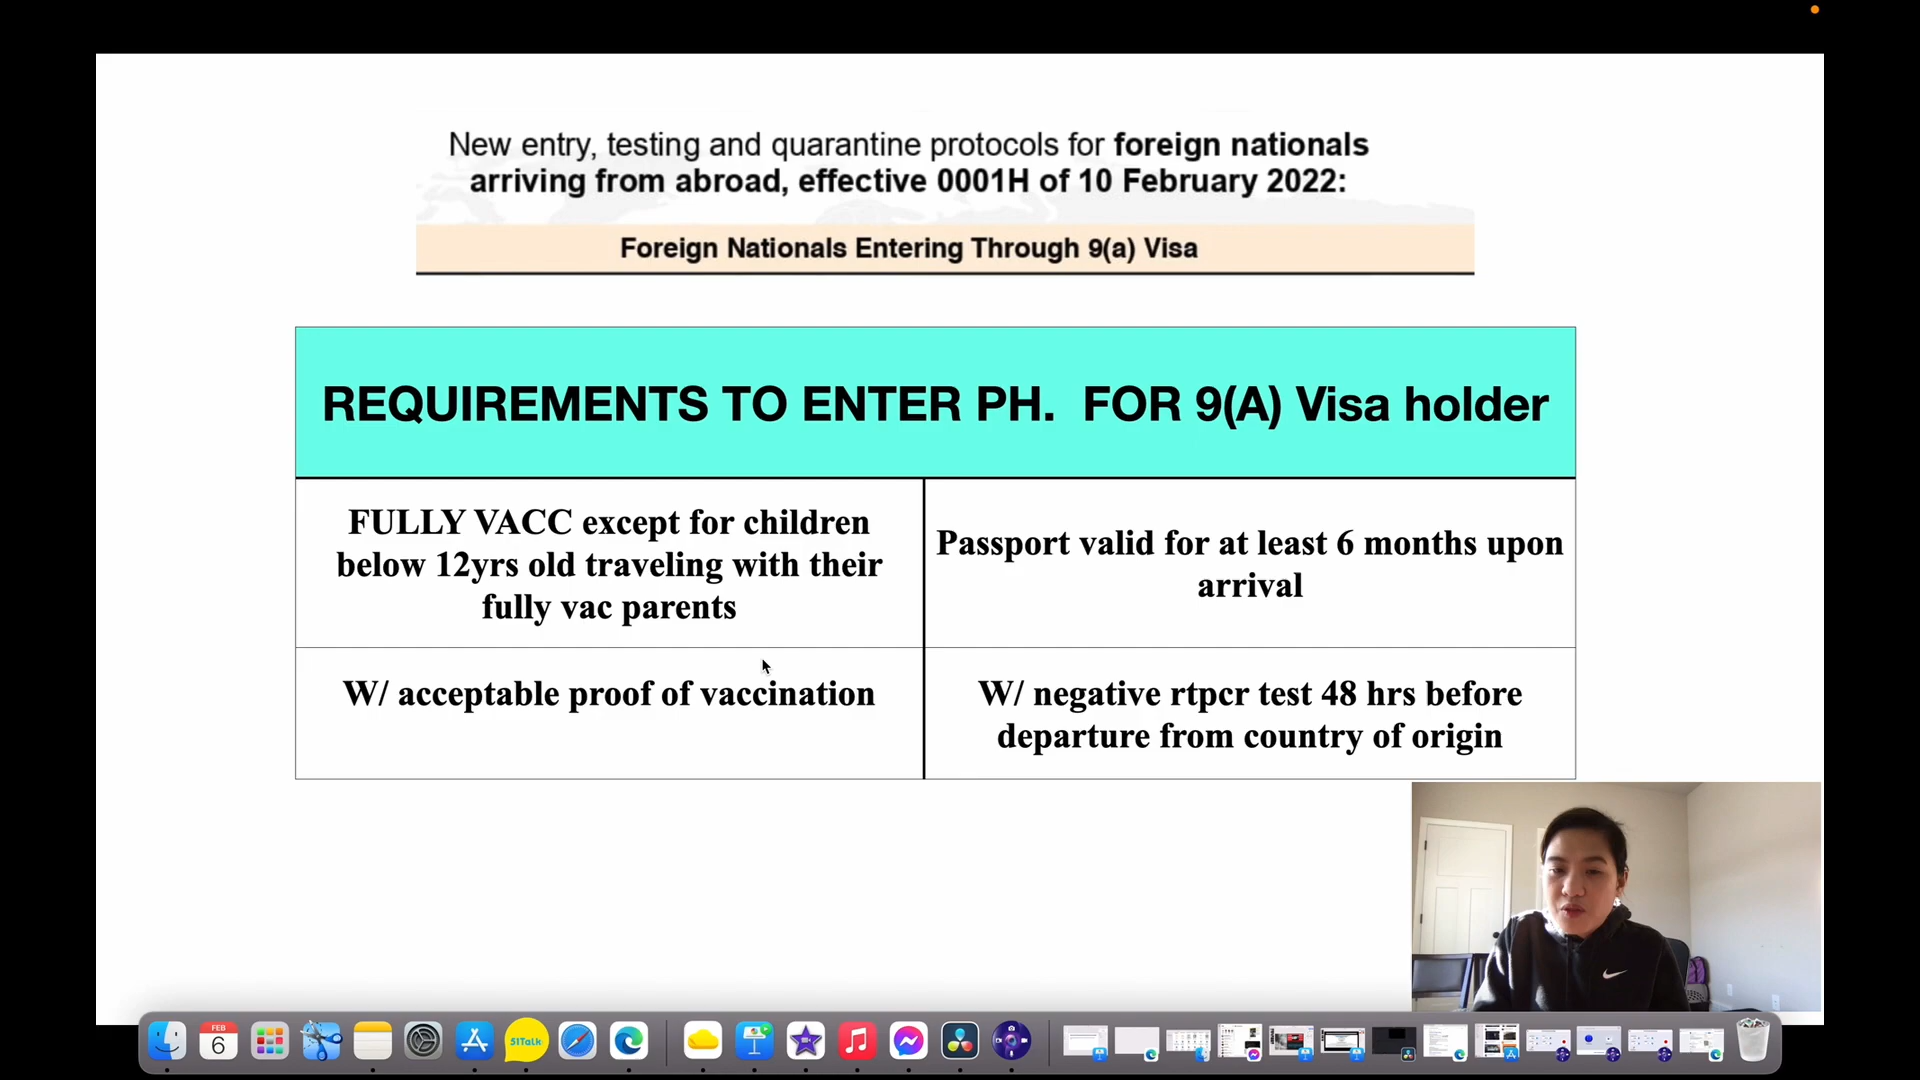 New entry, testing and quarantine protocols for foreign nationals
arriving from abroad, effective 0001H of 10 February 2022:
Foreign Nationals Entering Through 9(a) Visa
REQUIREMENTS TO ENTER PH. FOR 9(A) Visa holder
FULLY VACC except for children
below 12yrs old traveling with their
fully vac parents
Passport valid for at least 6 months upon
arrival
W/ acceptable proof of vaccination
W/ negative rtpcr test 48 hrs before
departure from country of origin
FEB
6
51Talk